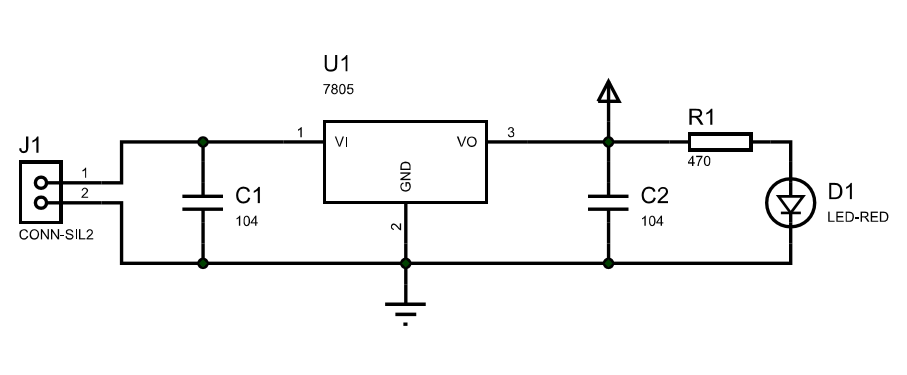 U1
7805
J1
1
2
CONN-SIL2
C1
104
1
VI
GND
VO
3
2
C2
104
R1
470
D1
LED-RED